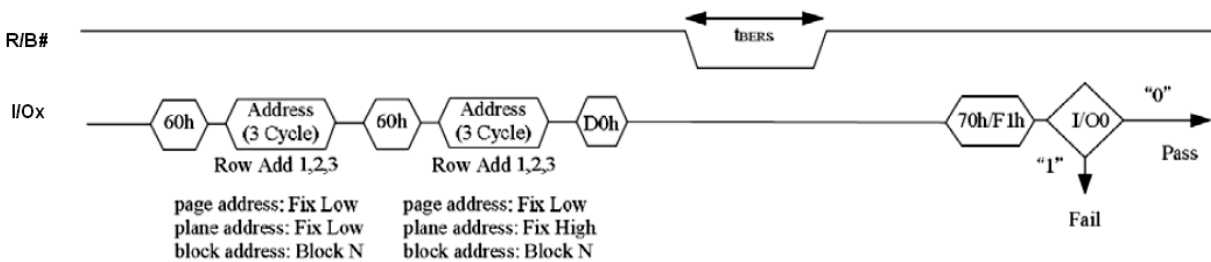 R/B#
tBERS
I/Ox
60h
Address
(3 Cycle)
60h
Address
(3 Cycle)
D0h
70h/F1h
I/O0
“0”
“1”
Pass
Fail
Row Add 1,2,3
Row Add 1,2,3
page address: Fix Low
plane address: Fix Low
block address: Block N
page address: Fix Low
plane address: Fix High
block address: Block N